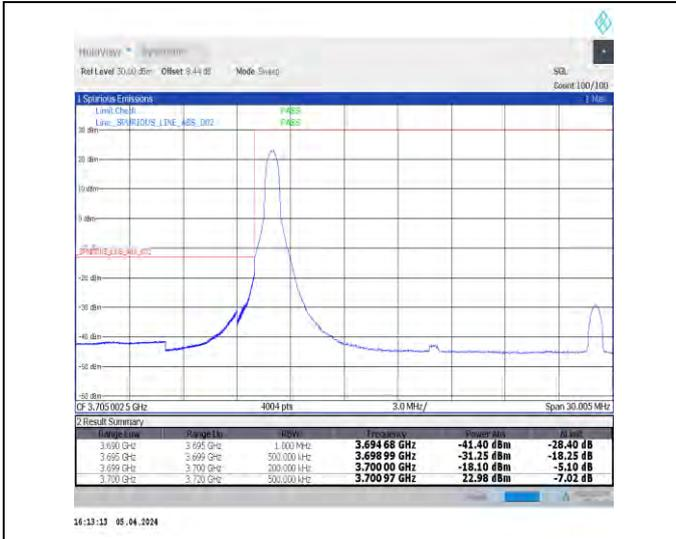 MultiView Spectrum
Ref Level 30.00 dBm Offset 9.44 dB Mode Sweep SGL
Count 100/100
1 Spurious Emissions 1 Max
Limit Check PASS
Line _SPURIOUS_LINE_ABS_002 PASS
30 dBm
20 dBm
10 dBm
0 dBm
_SPURIOUS_LINE_ABS_002
-20 dBm
-30 dBm
-40 dBm
-50 dBm
-60 dBm
CF 3.7050025 GHz 4004 pts 3.0 MHz/ Span 30.005 MHz
2 Result Summary
Range Low Range Up RBW Frequency Power Abs ΔLimit
3.690 GHz 3.695 GHz 1.000 MHz 3.694 68 GHz -41.40 dBm -28.40 dB
3.695 GHz 3.699 GHz 500.000 kHz 3.698 99 GHz -31.25 dBm -18.25 dB
3.699 GHz 3.700 GHz 200.000 kHz 3.700 00 GHz -18.10 dBm -5.10 dB
3.700 GHz 3.720 GHz 500.000 kHz 3.700 97 GHz 22.98 dBm -7.02 dB
16:13:13 05.04.2024